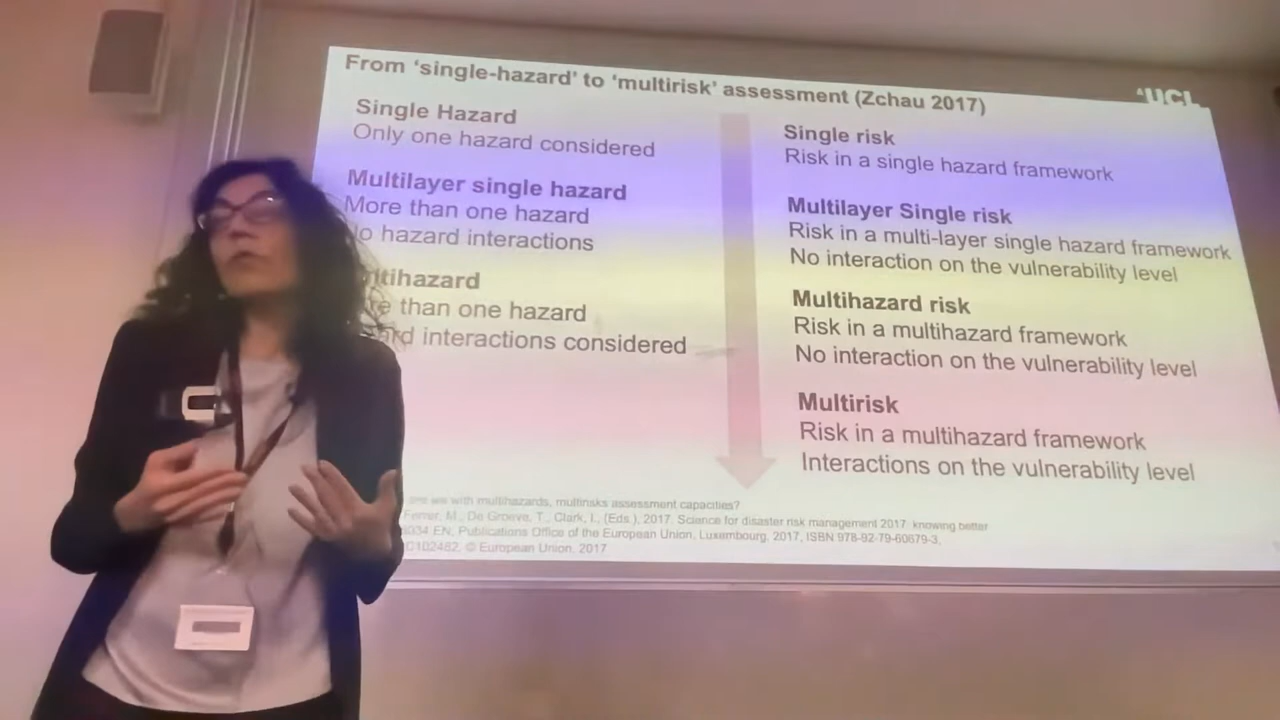 From ‘single-hazard’ to ‘multirisk’ assessment (Zchau 2017)
UCL
Single Hazard
Only one hazard considered
Multilayer single hazard
More than one hazard
hazard interactions
than one hazard
interactions considered
Single risk
Risk in a single hazard framework
Multilayer Single risk
Risk in a multi-layer single hazard framework
No interaction on the vulnerability level
Multihazard risk
Risk in a multihazard framework
No interaction on the vulnerability level
Multirisk
Risk in a multihazard framework
Interactions on the vulnerability level
are we with multihazards, multirisks assessment capacities?
Ferrer, M., De Groeve, T., Clark, I., (Eds.), 2017. Science for disaster risk management 2017: knowing better
EN, Publications Office of the European Union, Luxembourg, 2017, ISBN 978-92-79-60679-3,
© European Union, 2017